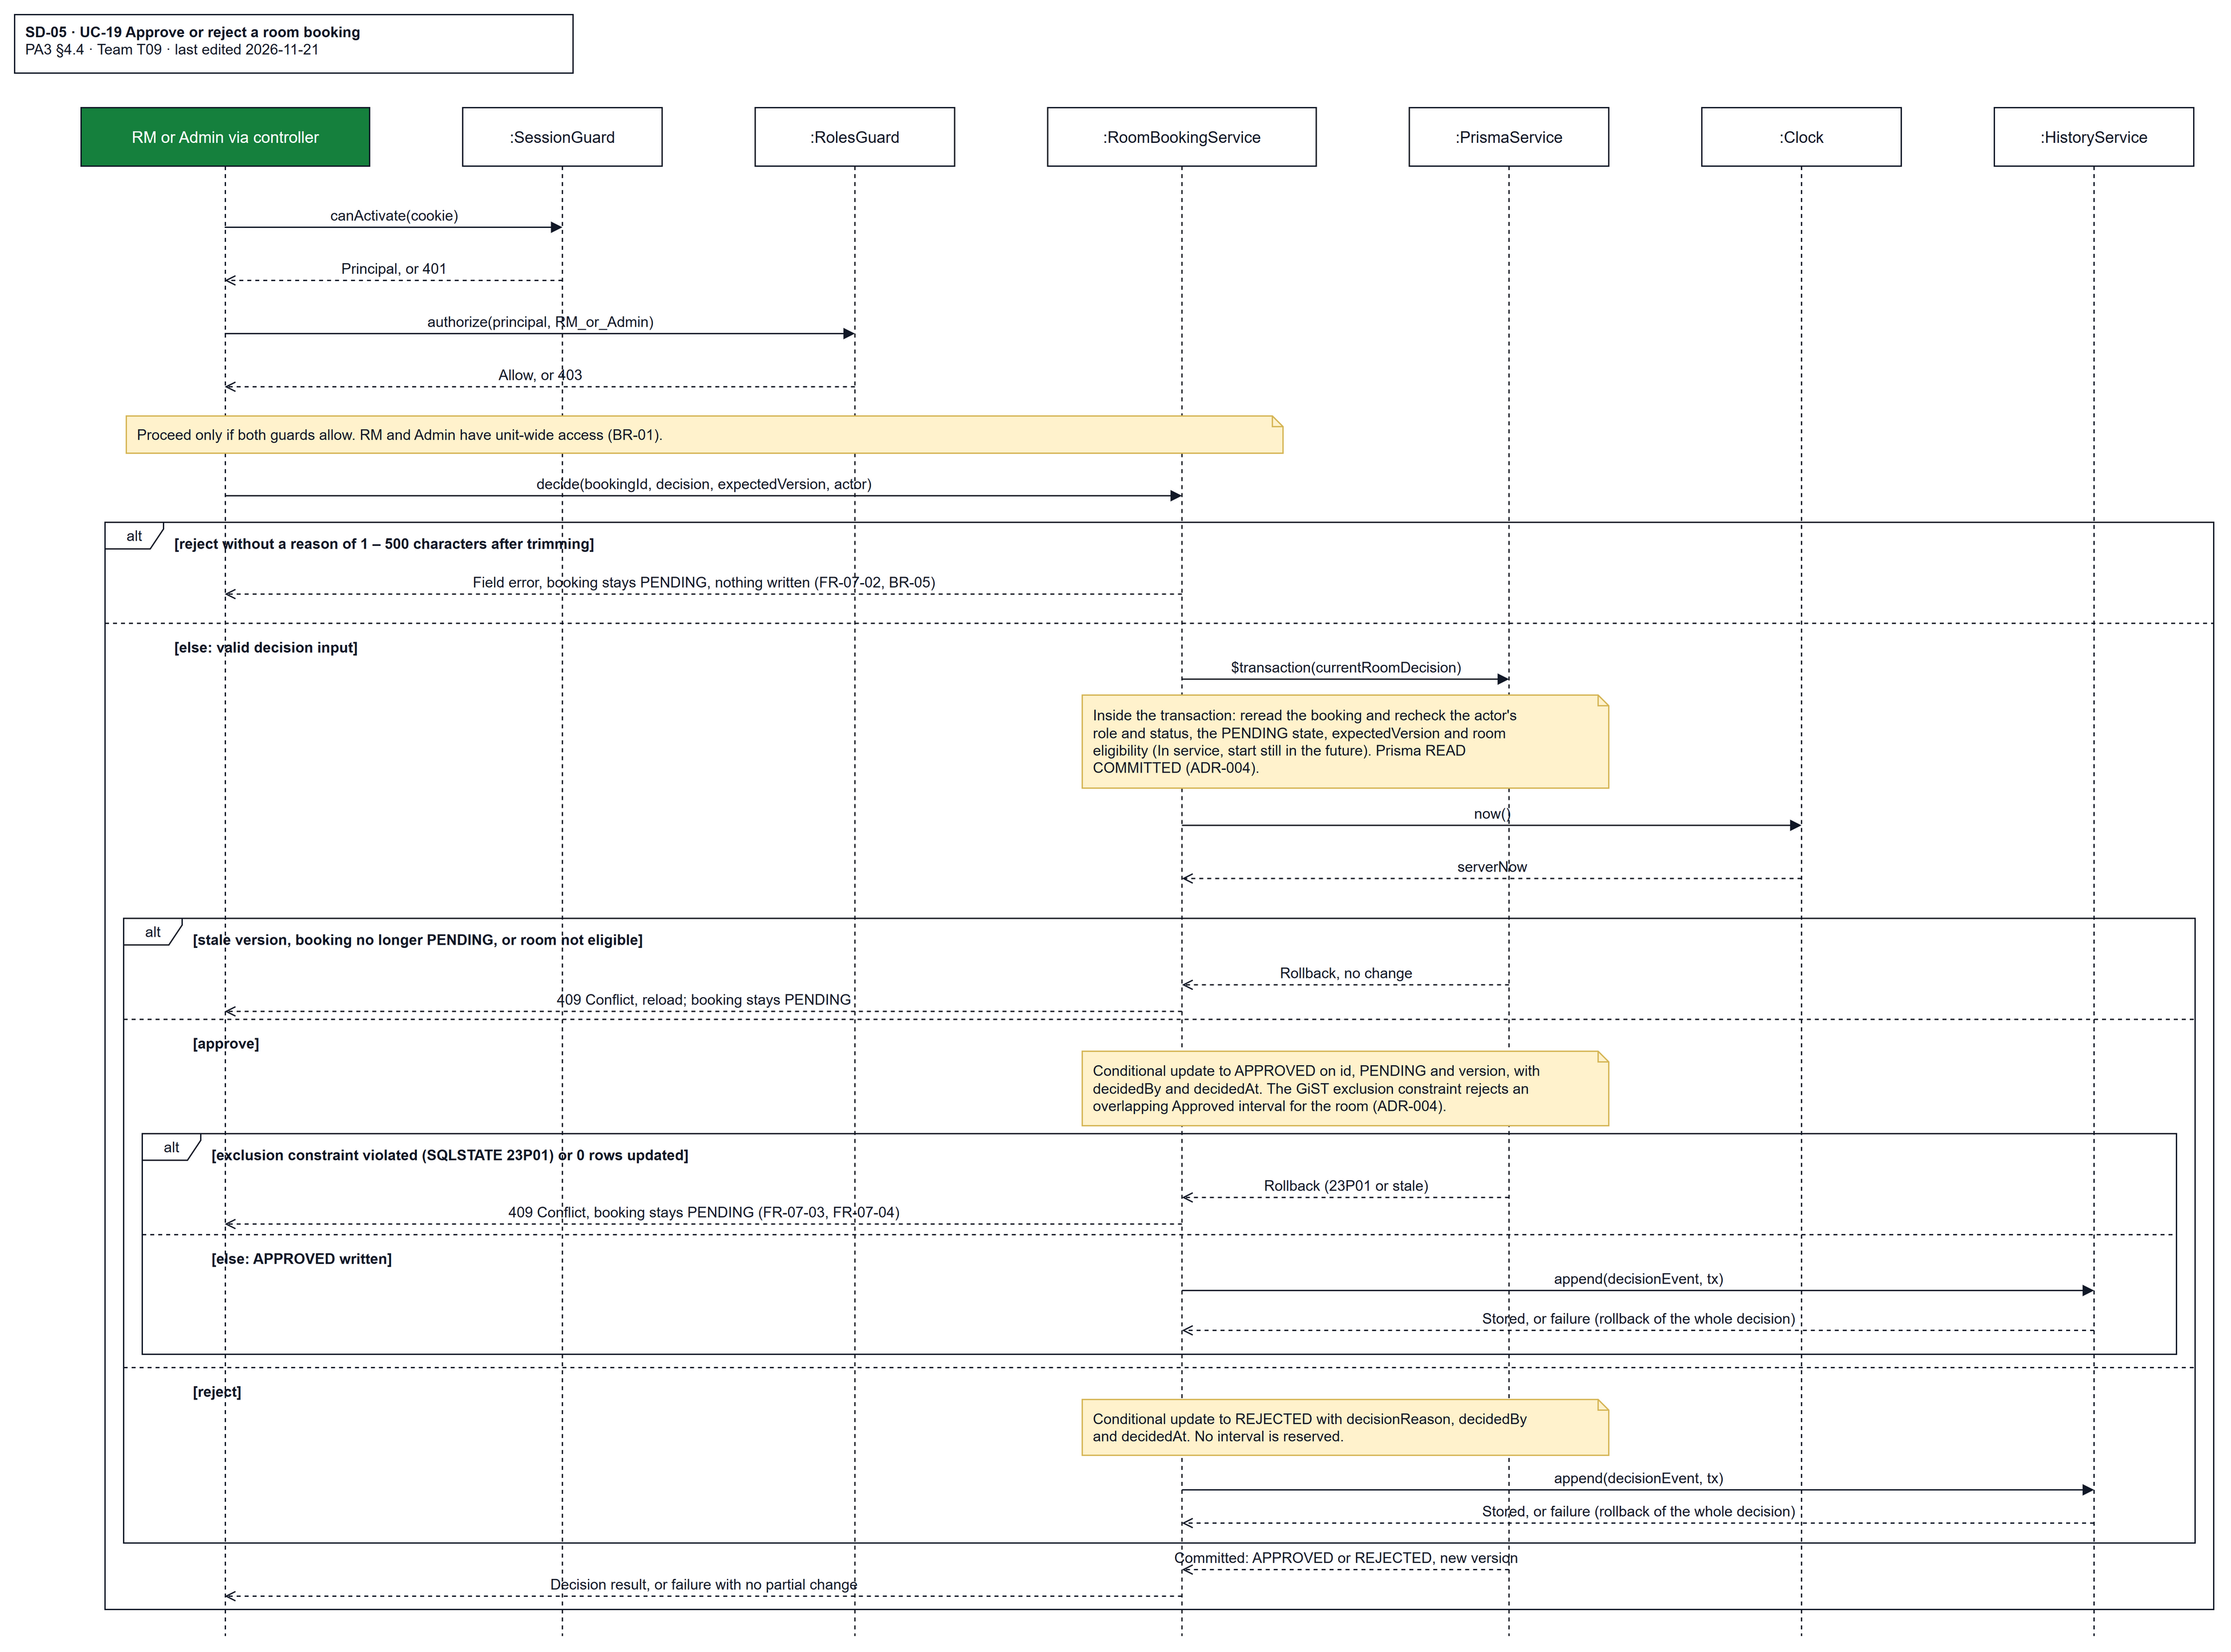 SD-05 · UC-19 Approve or reject a room booking
PA3 §4.4 · Team T09 · last edited 2026-11-21
RM or Admin via controller
:SessionGuard
:RolesGuard
:RoomBookingService
:PrismaService
:Clock
:HistoryService
canActivate(cookie)
Principal, or 401
authorize(principal, RM_or_Admin)
Allow, or 403
Proceed only if both guards allow. RM and Admin have unit-wide access (BR-01).
decide(bookingId, decision, expectedVersion, actor)
alt
[reject without a reason of 1 – 500 characters after trimming]
Field error, booking stays PENDING, nothing written (FR-07-02, BR-05)
[else: valid decision input]
$transaction(currentRoomDecision)
Inside the transaction: reread the booking and recheck the actor's
role and status, the PENDING state, expectedVersion and room
eligibility (In service, start still in the future). Prisma READ
COMMITTED (ADR-004).
now()
serverNow
alt
[stale version, booking no longer PENDING, or room not eligible]
Rollback, no change
409 Conflict, reload; booking stays PENDING
[approve]
Conditional update to APPROVED on id, PENDING and version, with
decidedBy and decidedAt. The GiST exclusion constraint rejects an
overlapping Approved interval for the room (ADR-004).
alt
[exclusion constraint violated (SQLSTATE 23P01) or 0 rows updated]
Rollback (23P01 or stale)
409 Conflict, booking stays PENDING (FR-07-03, FR-07-04)
[else: APPROVED written]
append(decisionEvent, tx)
Stored, or failure (rollback of the whole decision)
[reject]
Conditional update to REJECTED with decisionReason, decidedBy
and decidedAt. No interval is reserved.
append(decisionEvent, tx)
Stored, or failure (rollback of the whole decision)
Committed: APPROVED or REJECTED, new version
Decision result, or failure with no partial change